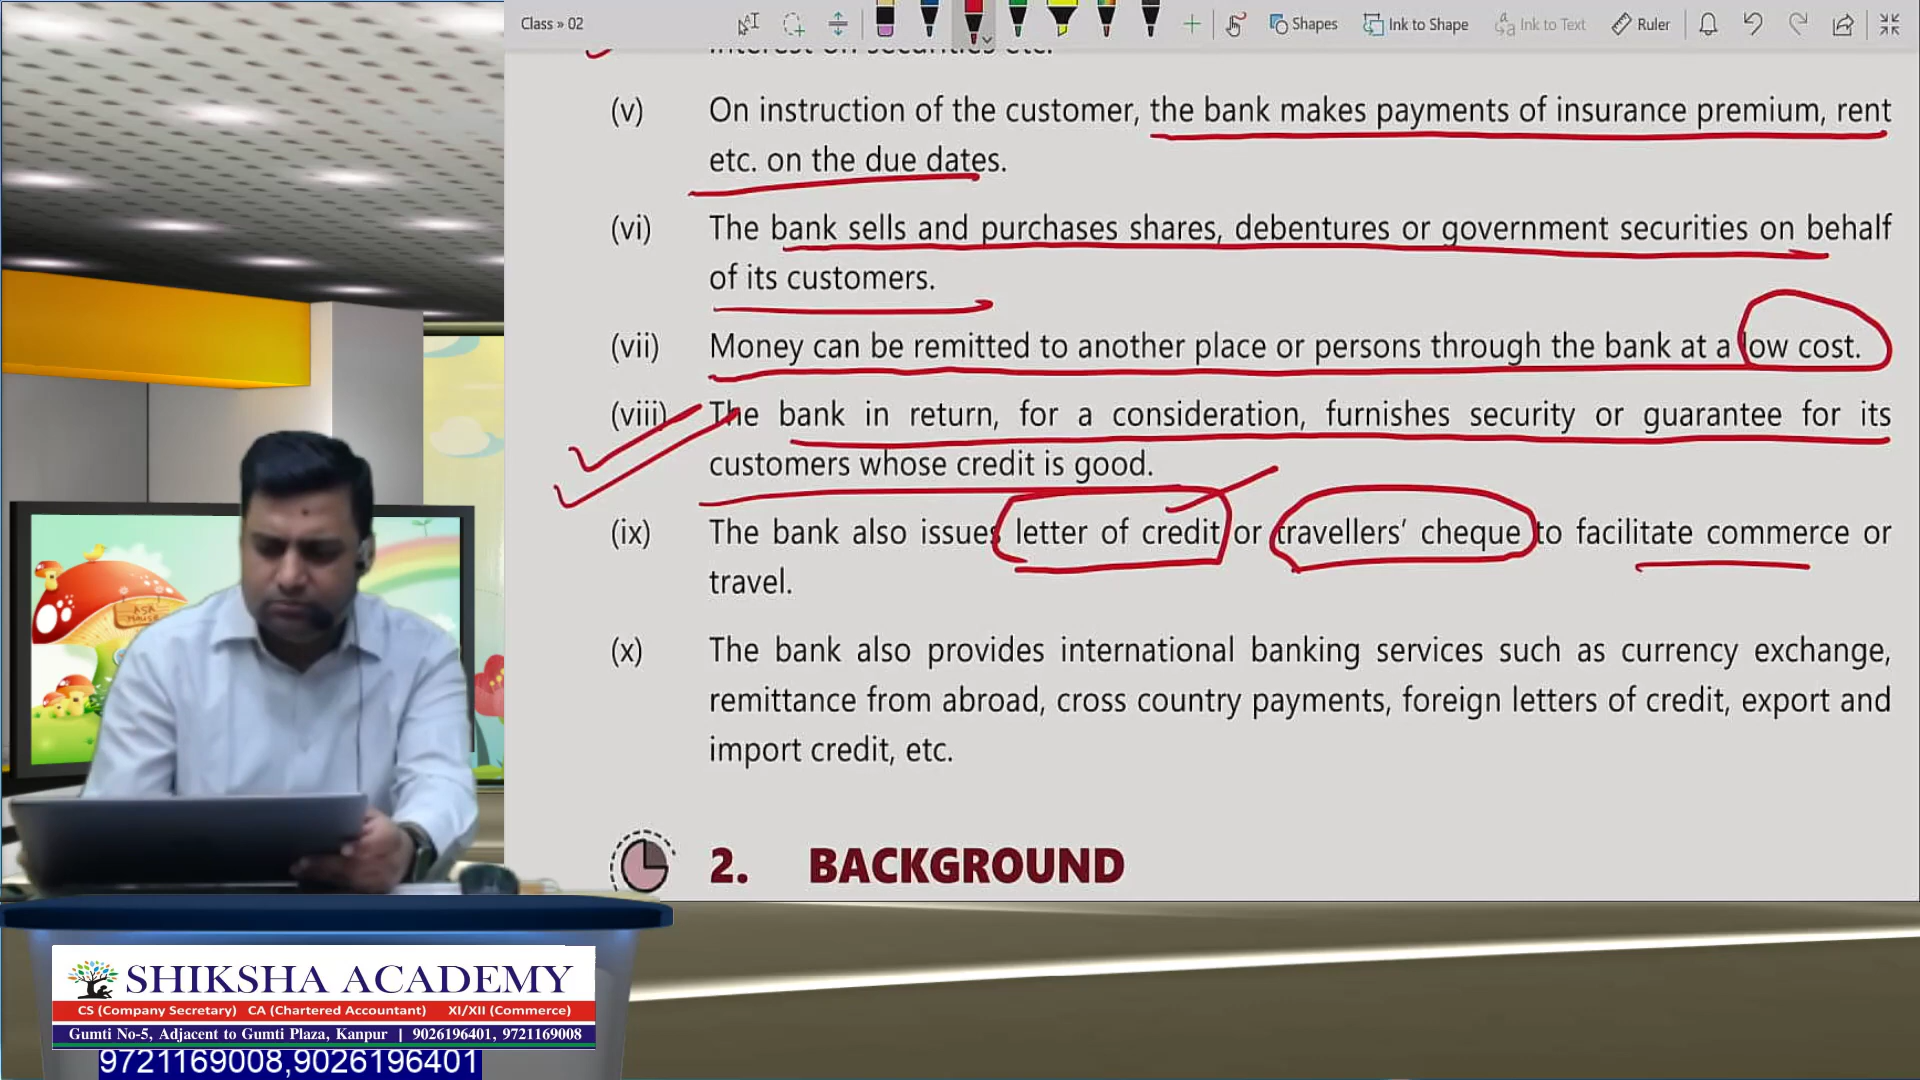 Class » 02
Shapes
Ink to Shape
Ink to Text
Ruler
interest on securities etc.
(v) On instruction of the customer, the bank makes payments of insurance premium, rent
etc. on the due dates.
(vi) The bank sells and purchases shares, debentures or government securities on behalf
of its customers.
(vii) Money can be remitted to another place or persons through the bank at a low cost.
(viii) The bank in return, for a consideration, furnishes security or guarantee for its
customers whose credit is good.
(ix) The bank also issues letter of credit or travellers’ cheque to facilitate commerce or
travel.
(x) The bank also provides international banking services such as currency exchange,
remittance from abroad, cross country payments, foreign letters of credit, export and
import credit, etc.
2. BACKGROUND
SHIKSHA ACADEMY
CS (Company Secretary) CA (Chartered Accountant) XI/XII (Commerce)
Gumti No-5, Adjacent to Gumti Plaza, Kanpur | 9026196401, 9721169008
9721169008,9026196401